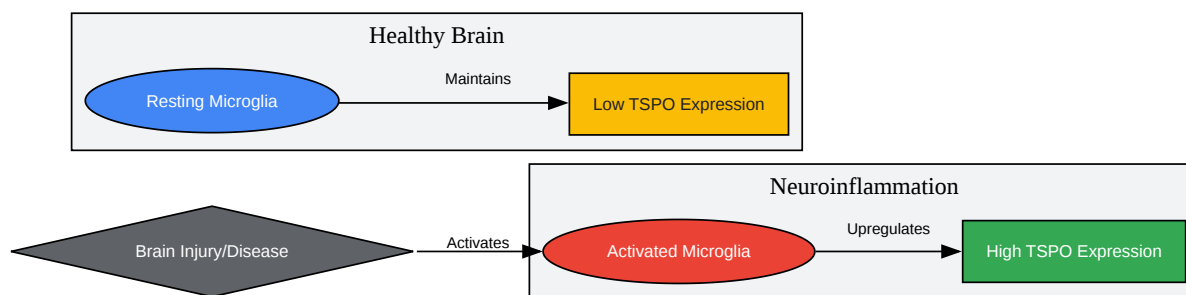 Healthy Brain
Resting Microglia
Maintains
Low TSPO Expression
Neuroinflammation
Brain Injury/Disease
Activates
Activated Microglia
Upregulates
High TSPO Expression